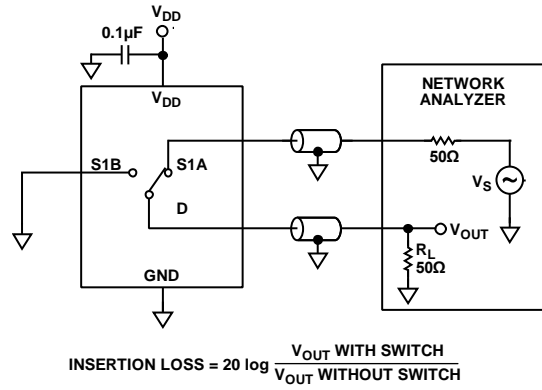 VDD
0.1µF
VDD
NETWORK
ANALYZER
S1B
S1A
50Ω
VS
D
VOUT
RL
50Ω
GND
INSERTION LOSS = 20 log VOUT WITH SWITCH
VOUT WITHOUT SWITCH